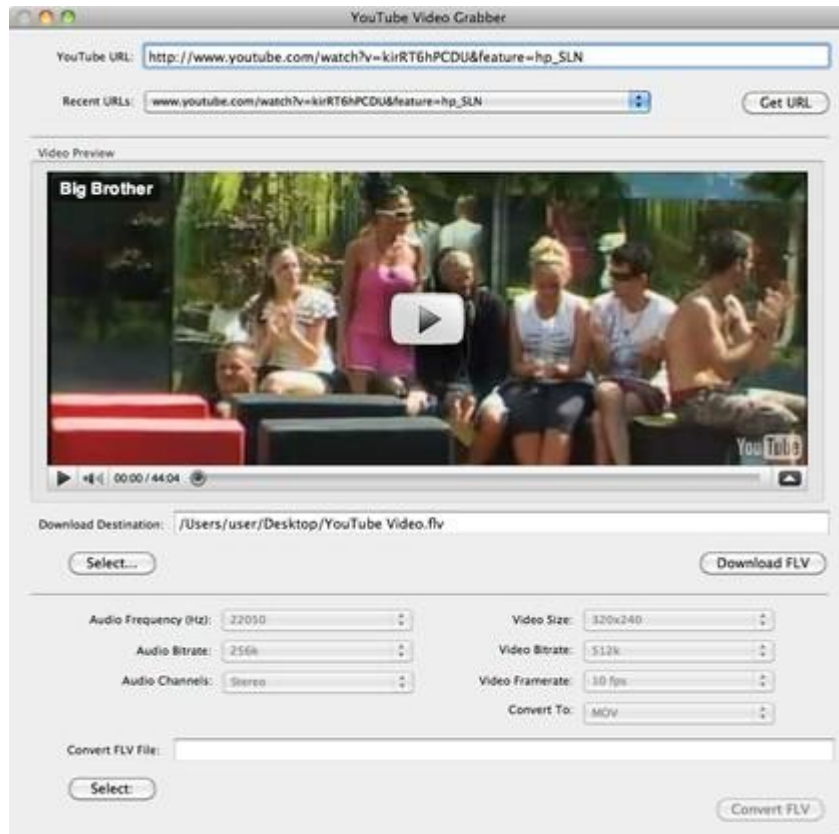 YouTube Video Grabber
YouTube URL: http://www.youtube.com/watch?v=kirRT6hPCDU&feature=hp_SLN
Recent URLs: www.youtube.com/watch?v=kirRT6hPCDU&feature=hp_SLN Get URL
Video Preview
Big Brother
YouTube
00:00 / 44:04
Download Destination: /Users/user/Desktop/YouTube Video.flv
Select... Download FLV
Audio Frequency (Hz): 22050 Video Size: 320x240
Audio Bitrate: 256k Video Bitrate: 512k
Audio Channels: Stereo Video Framerate: 10 fps
Convert To: MOV
Convert FLV File:
Select: Convert FLV